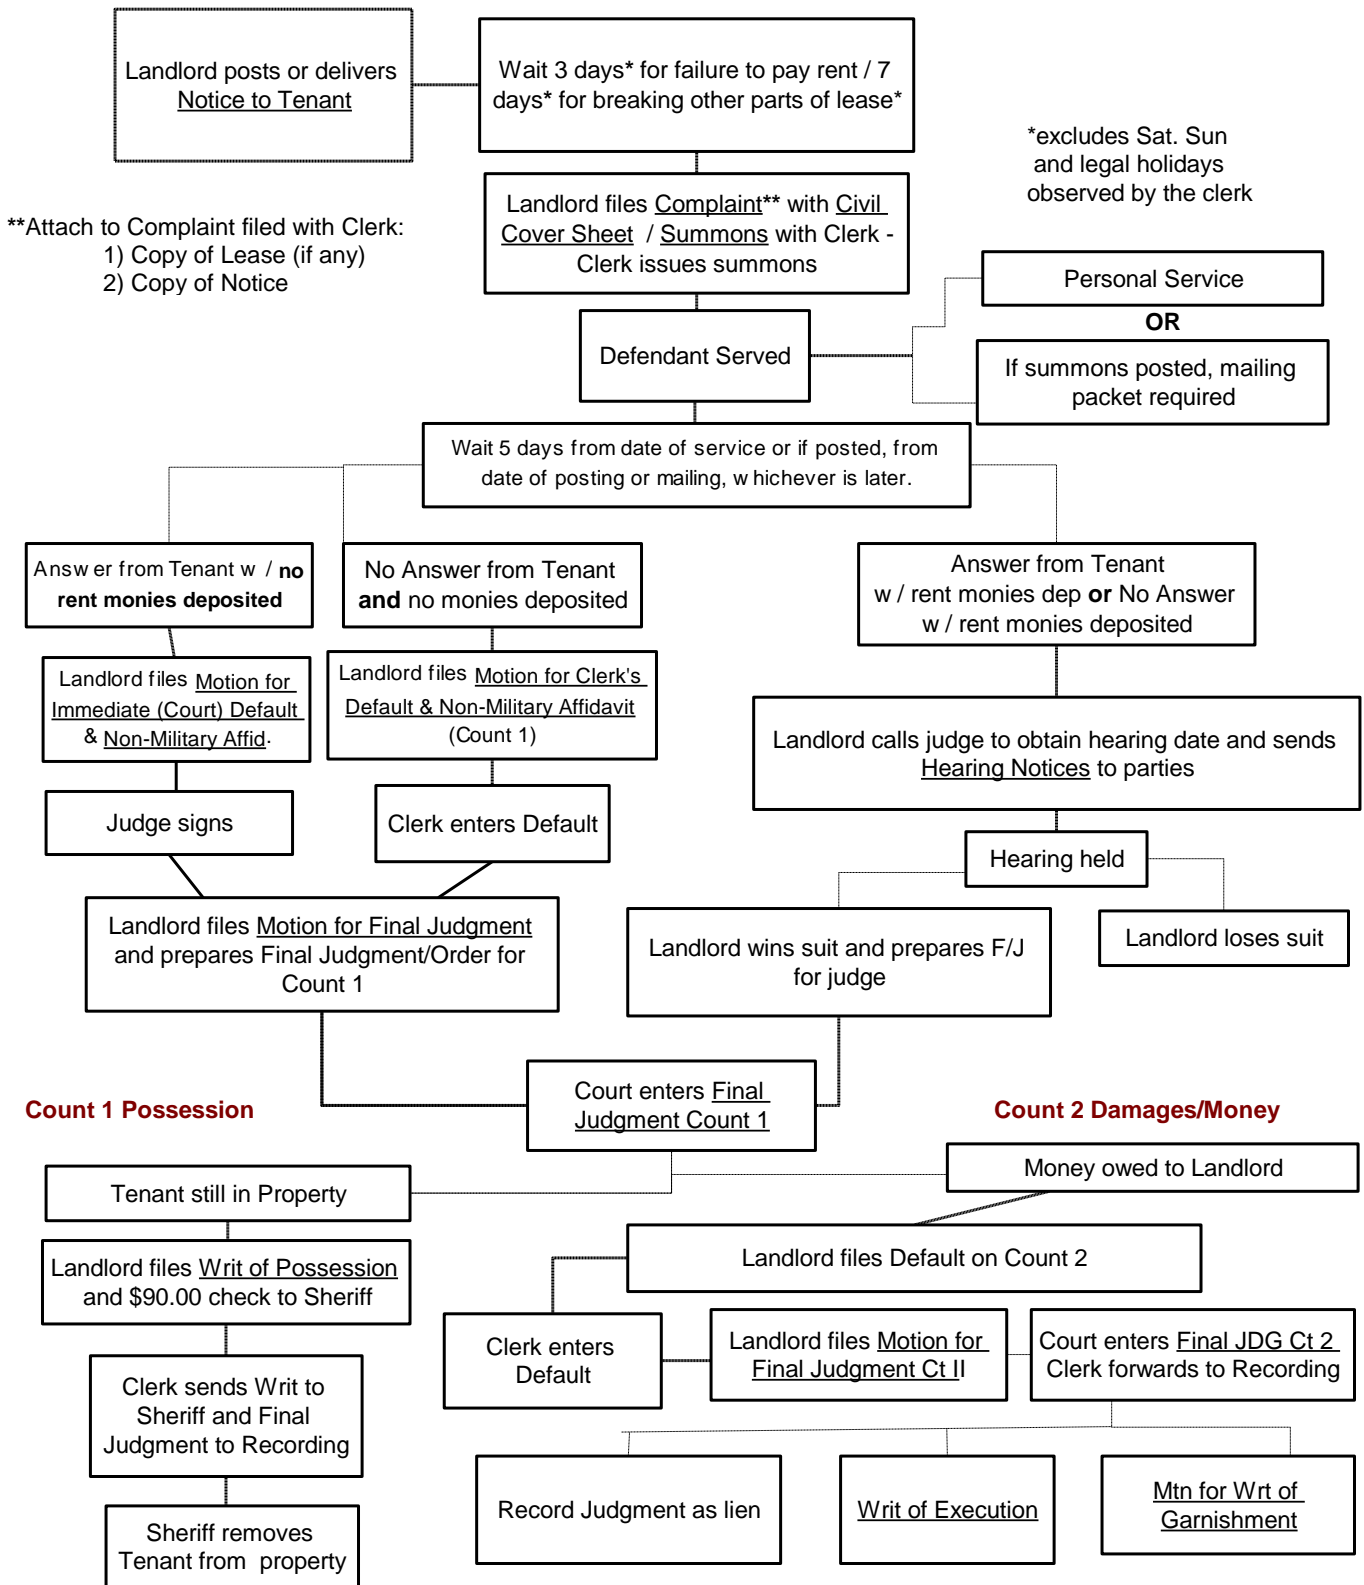 Landlord posts or delivers
Notice to Tenant
Wait 3 days* for failure to pay rent / 7
days* for breaking other parts of lease*
*excludes Sat. Sun
and legal holidays
observed by the clerk
**Attach to Complaint filed with Clerk:
1) Copy of Lease (if any)
2) Copy of Notice
Landlord files Complaint** with Civil
Cover Sheet / Summons with Clerk -
Clerk issues summons
Personal Service
OR
If summons posted, mailing
packet required
Defendant Served
Wait 5 days from date of service or if posted, from
date of posting or mailing, whichever is later.
Answer from Tenant w / no
rent monies deposited
No Answer from Tenant
and no monies deposited
Answer from Tenant
w / rent monies dep or No Answer
w / rent monies deposited
Landlord files Motion for
Immediate (Court) Default
& Non-Military Affid.
Landlord files Motion for Clerk's
Default & Non-Military Affidavit
(Count 1)
Landlord calls judge to obtain hearing date and sends
Hearing Notices to parties
Judge signs
Clerk enters Default
Hearing held
Landlord files Motion for Final Judgment
and prepares Final Judgment/Order for
Count 1
Landlord wins suit and prepares F/J
for judge
Landlord loses suit
Court enters Final
Judgment Count 1
Count 1 Possession
Count 2 Damages/Money
Tenant still in Property
Money owed to Landlord
Landlord files Writ of Possession
and $90.00 check to Sheriff
Landlord files Default on Count 2
Clerk enters
Default
Landlord files Motion for
Final Judgment Ct II
Court enters Final JDG Ct 2
Clerk forwards to Recording
Clerk sends Writ to
Sheriff and Final
Judgment to Recording
Record Judgment as lien
Writ of Execution
Mtn for Wrt of
Garnishment
Sheriff removes
Tenant from property